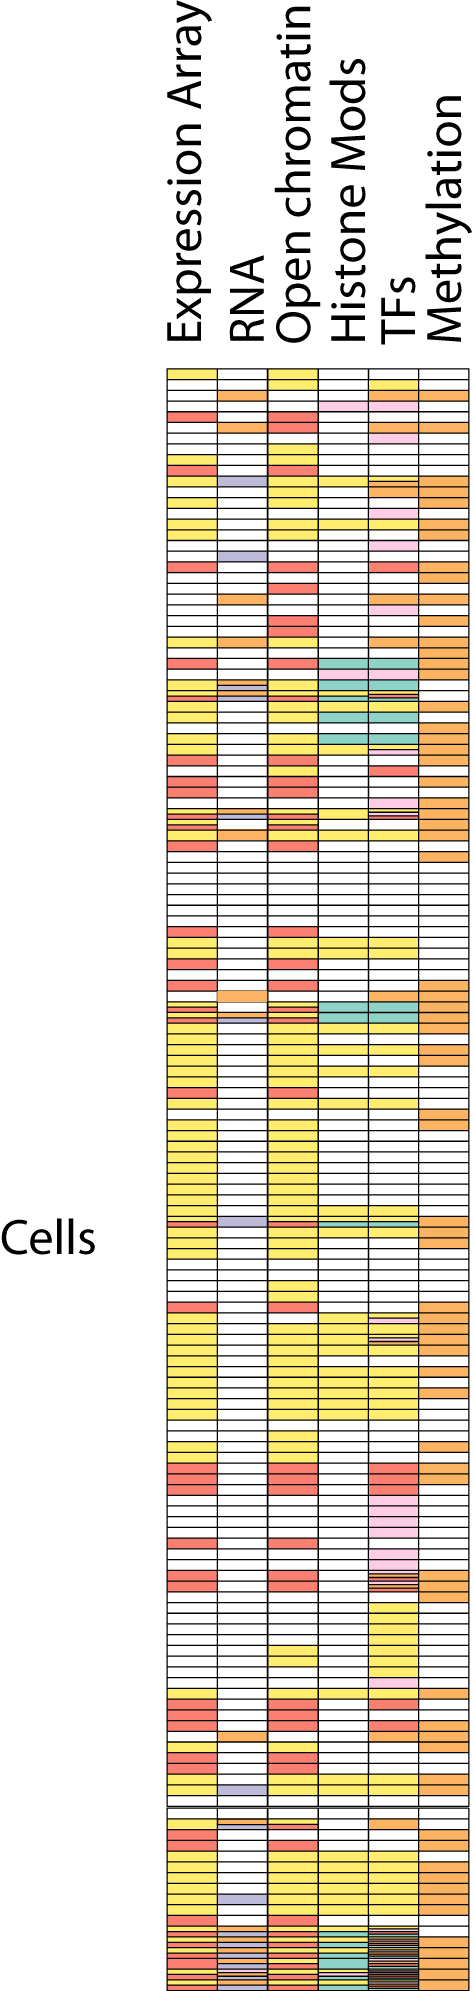 Expression Array
RNA
Open chromatin
Histone Mods
TFs
Methylation
Cells